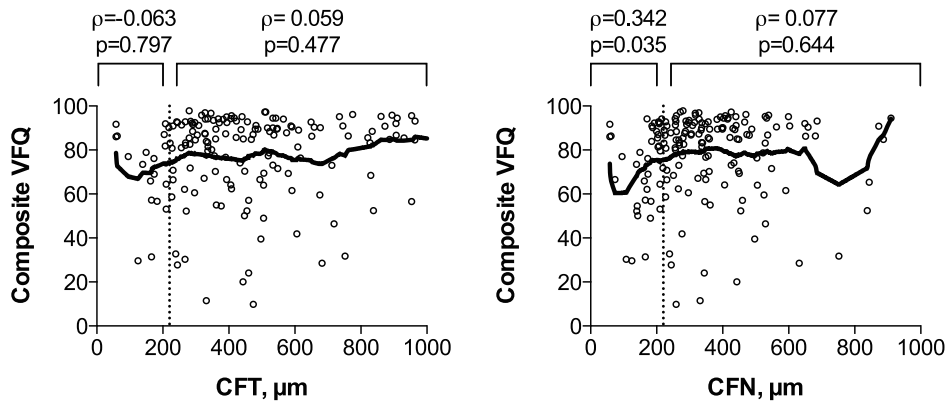 ρ=-0.063
p=0.797
ρ= 0.059
p=0.477
ρ=0.342
p=0.035
ρ= 0.077
p=0.644
Composite VFQ
100
80
60
40
20
0
0
200
400
600
800
1000
CFT, µm
Composite VFQ
100
80
60
40
20
0
0
200
400
600
800
1000
CFN, µm